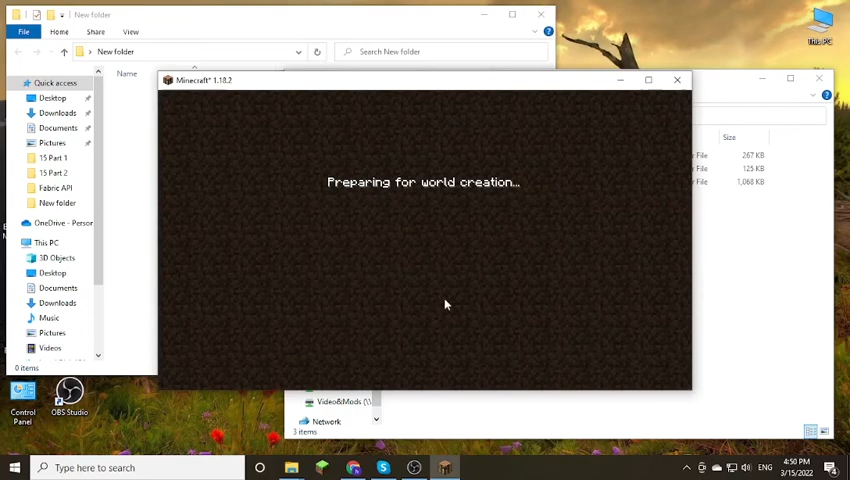 New folder
File
Home
Share
View
New folder
Search New folder
Name
Quick access
Desktop
Downloads
Documents
Pictures
15 Part 1
15 Part 2
Fabric API
New folder
OneDrive - Person
This PC
3D Objects
Desktop
Documents
Downloads
Music
Pictures
Videos
0 items
Minecraft* 1.18.2
Preparing for world creation...
Size
File 267 KB
File 125 KB
File 1,068 KB
Video&Mods (\\
Network
3 items
This PC
Control Panel
OBS Studio
Type here to search
ENG
4:50 PM
3/15/2022
4